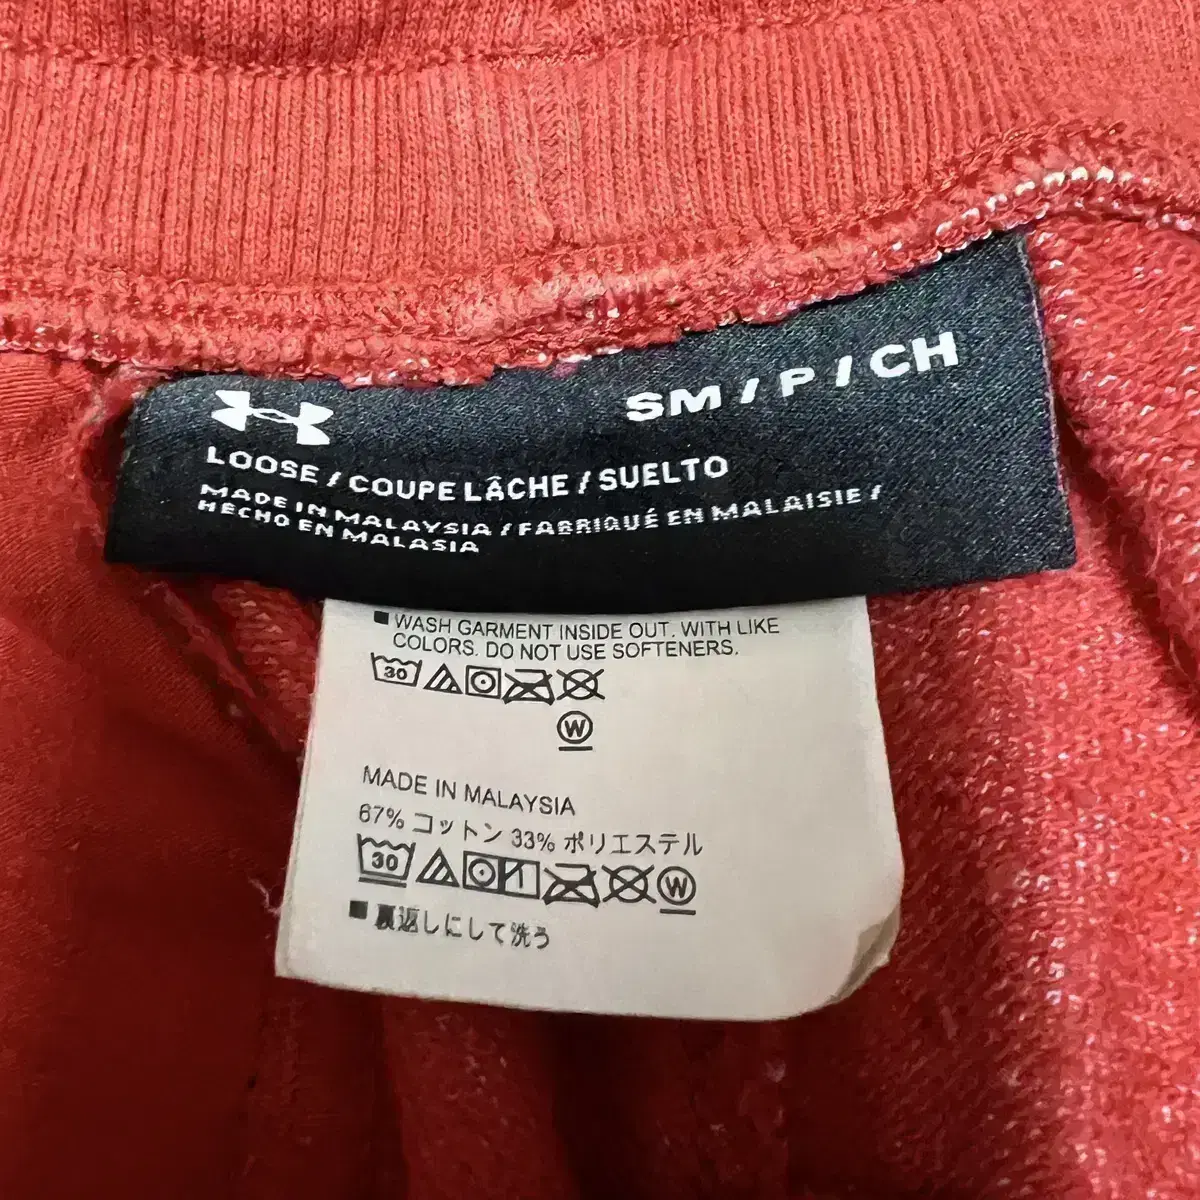 SM / P / CH
LOOSE / COUPE LÂCHE / SUELTO
MADE IN MALAYSIA / FABRIQUÉ EN MALAISIE /
HECHO EN MALASIA
WASH GARMENT INSIDE OUT. WITH LIKE
COLORS. DO NOT USE SOFTENERS.
30
W
MADE IN MALAYSIA
67% コットン 33% ポリエステル
30 W
裏返しにして洗う